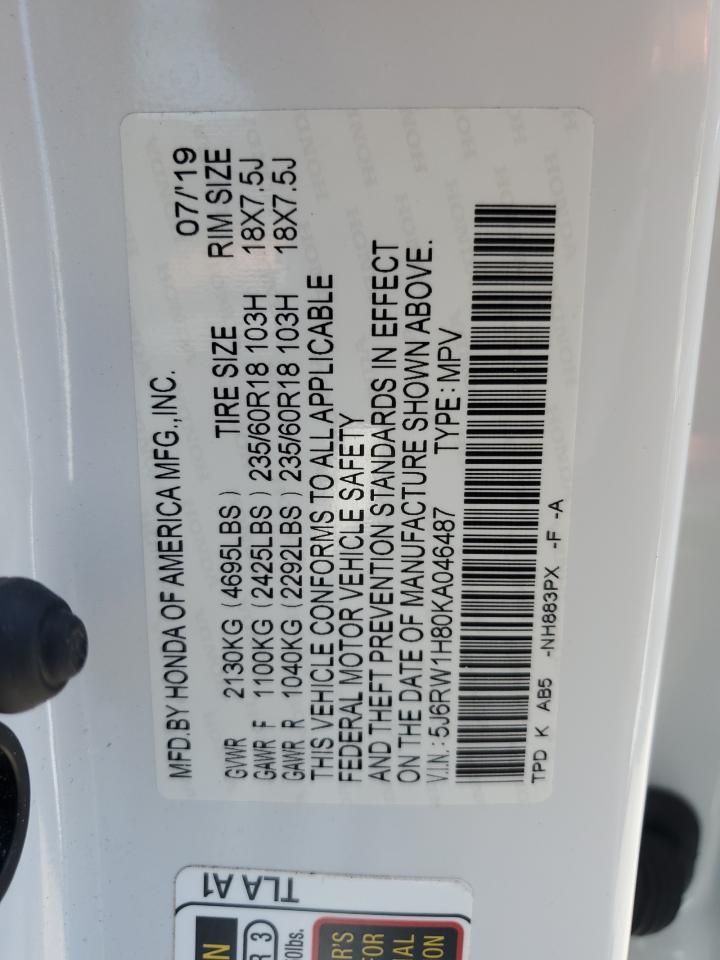 MFD.BY HONDA OF AMERICA MFG.,INC. 07/'19
GVWR 2130KG (4695LBS) TIRE SIZE RIM SIZE
GAWR F 1100KG (2425LBS) 235/60R18 103H 18X7.5J
GAWR R 1040KG (2292LBS) 235/60R18 103H 18X7.5J
THIS VEHICLE CONFORMS TO ALL APPLICABLE
FEDERAL MOTOR VEHICLE SAFETY
AND THEFT PREVENTION STANDARDS IN EFFECT
ON THE DATE OF MANUFACTURE SHOWN ABOVE.
V.I.N.: 5J6RW1H80KA046487 TYPE: MPV
TPD K AB5 -NH883PX -F -A
TLA A1
R 3
0lbs.